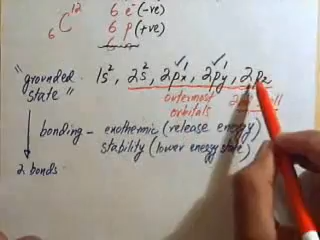 ₆C¹² 6 e⁻ (-ve)
6 p (+ve)
"grounded state" 1s², 2s², 2px¹, 2py¹, 2pz
outermost orbitals
bonding - exothermic (release energy)
stability (lower energy state)
2 bonds